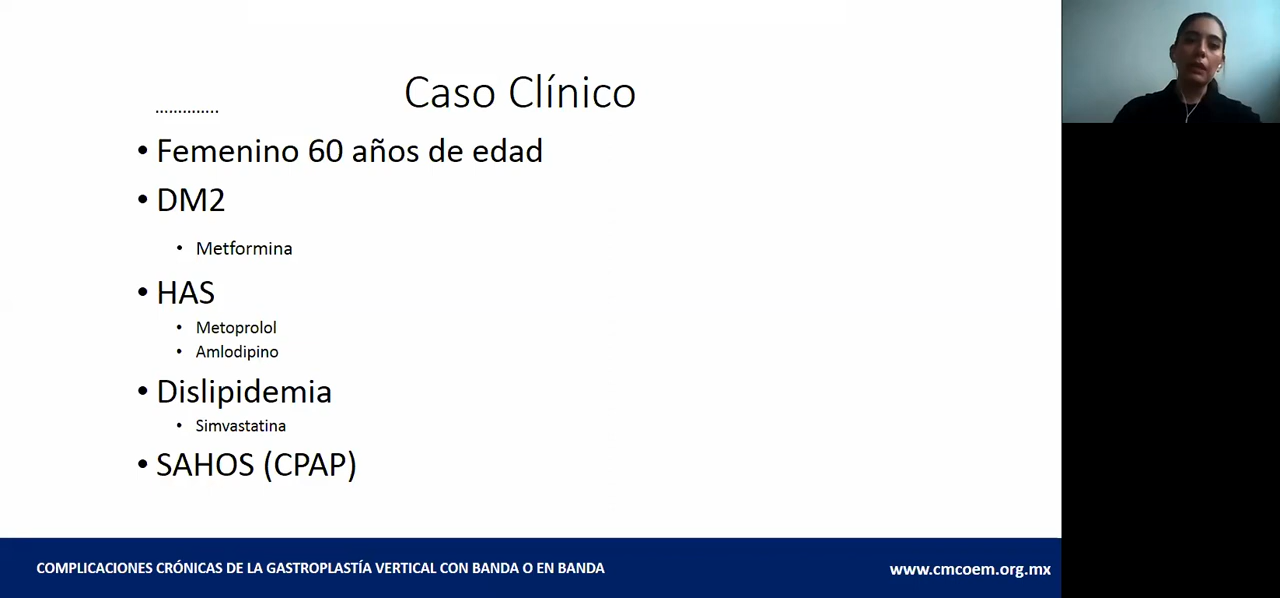 Caso Clínico
..............
• Femenino 60 años de edad
• DM2
• Metformina
• HAS
• Metoprolol
• Amlodipino
• Dislipidemia
• Simvastatina
• SAHOS (CPAP)
COMPLICACIONES CRÓNICAS DE LA GASTROPLASTÍA VERTICAL CON BANDA O EN BANDA
www.cmcoem.org.mx